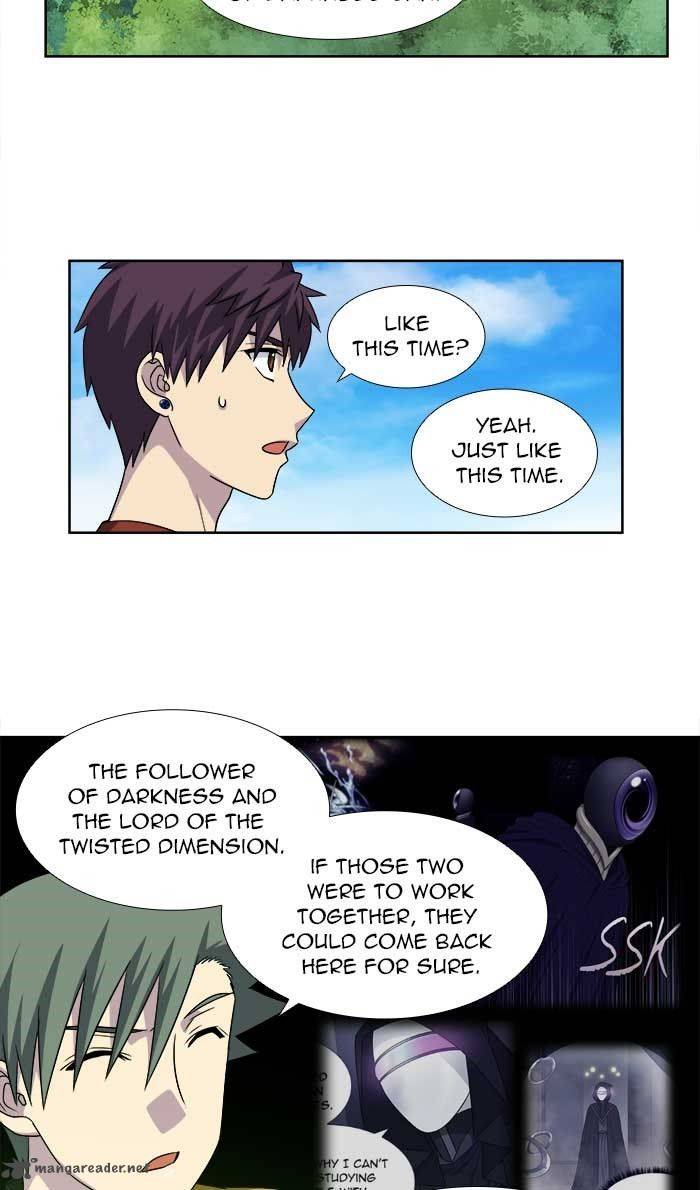 LIKE
THIS TIME?
YEAH.
JUST LIKE
THIS TIME.
THE FOLLOWER
OF DARKNESS AND
THE LORD OF THE
TWISTED DIMENSION.
IF THOSE TWO
WERE TO WORK
TOGETHER, THEY
COULD COME BACK
HERE FOR SURE.
SSK
WHY I CAN'T
STUDYING
mangareader.net